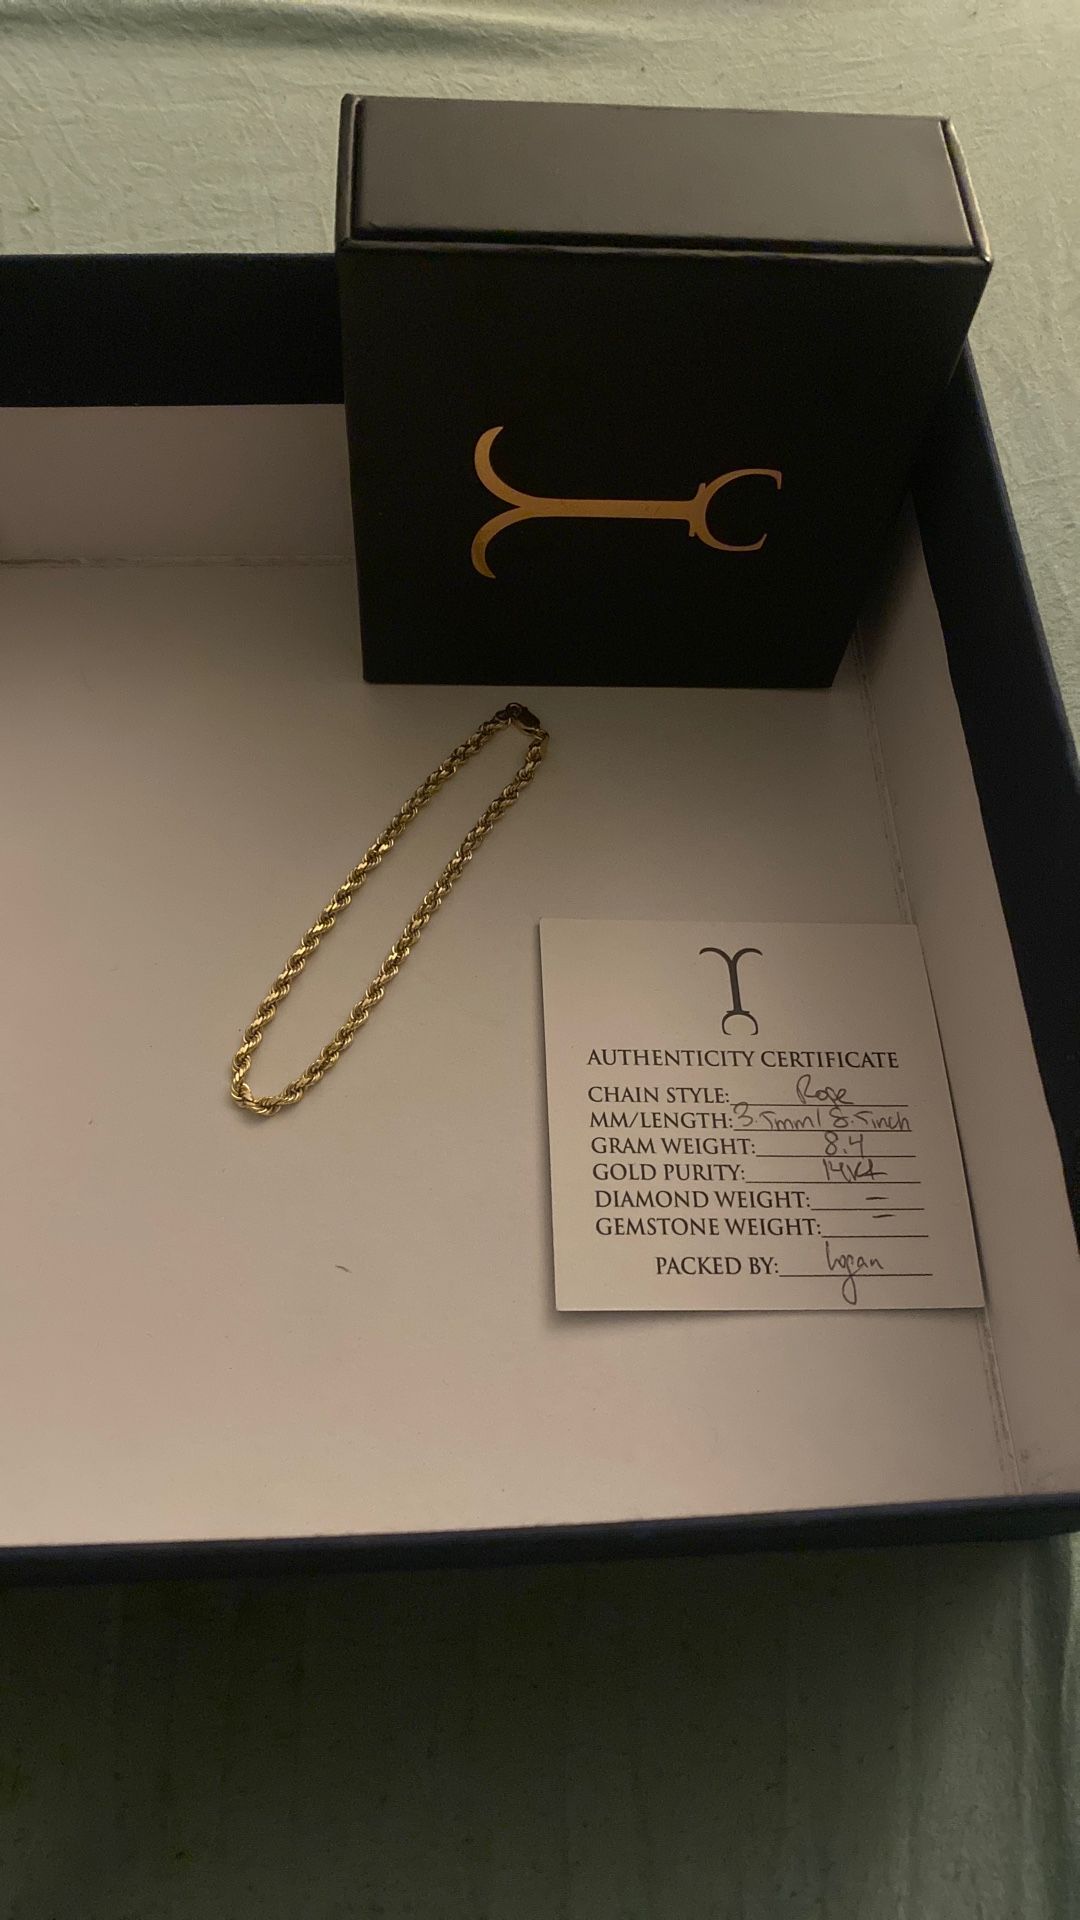 AUTHENTICITY CERTIFICATE
CHAIN STYLE: Rope
MM/LENGTH: 3.5mm/ 8.5inch
GRAM WEIGHT: 8.4
GOLD PURITY: 14kt
DIAMOND WEIGHT: –
GEMSTONE WEIGHT: –
PACKED BY: Logan